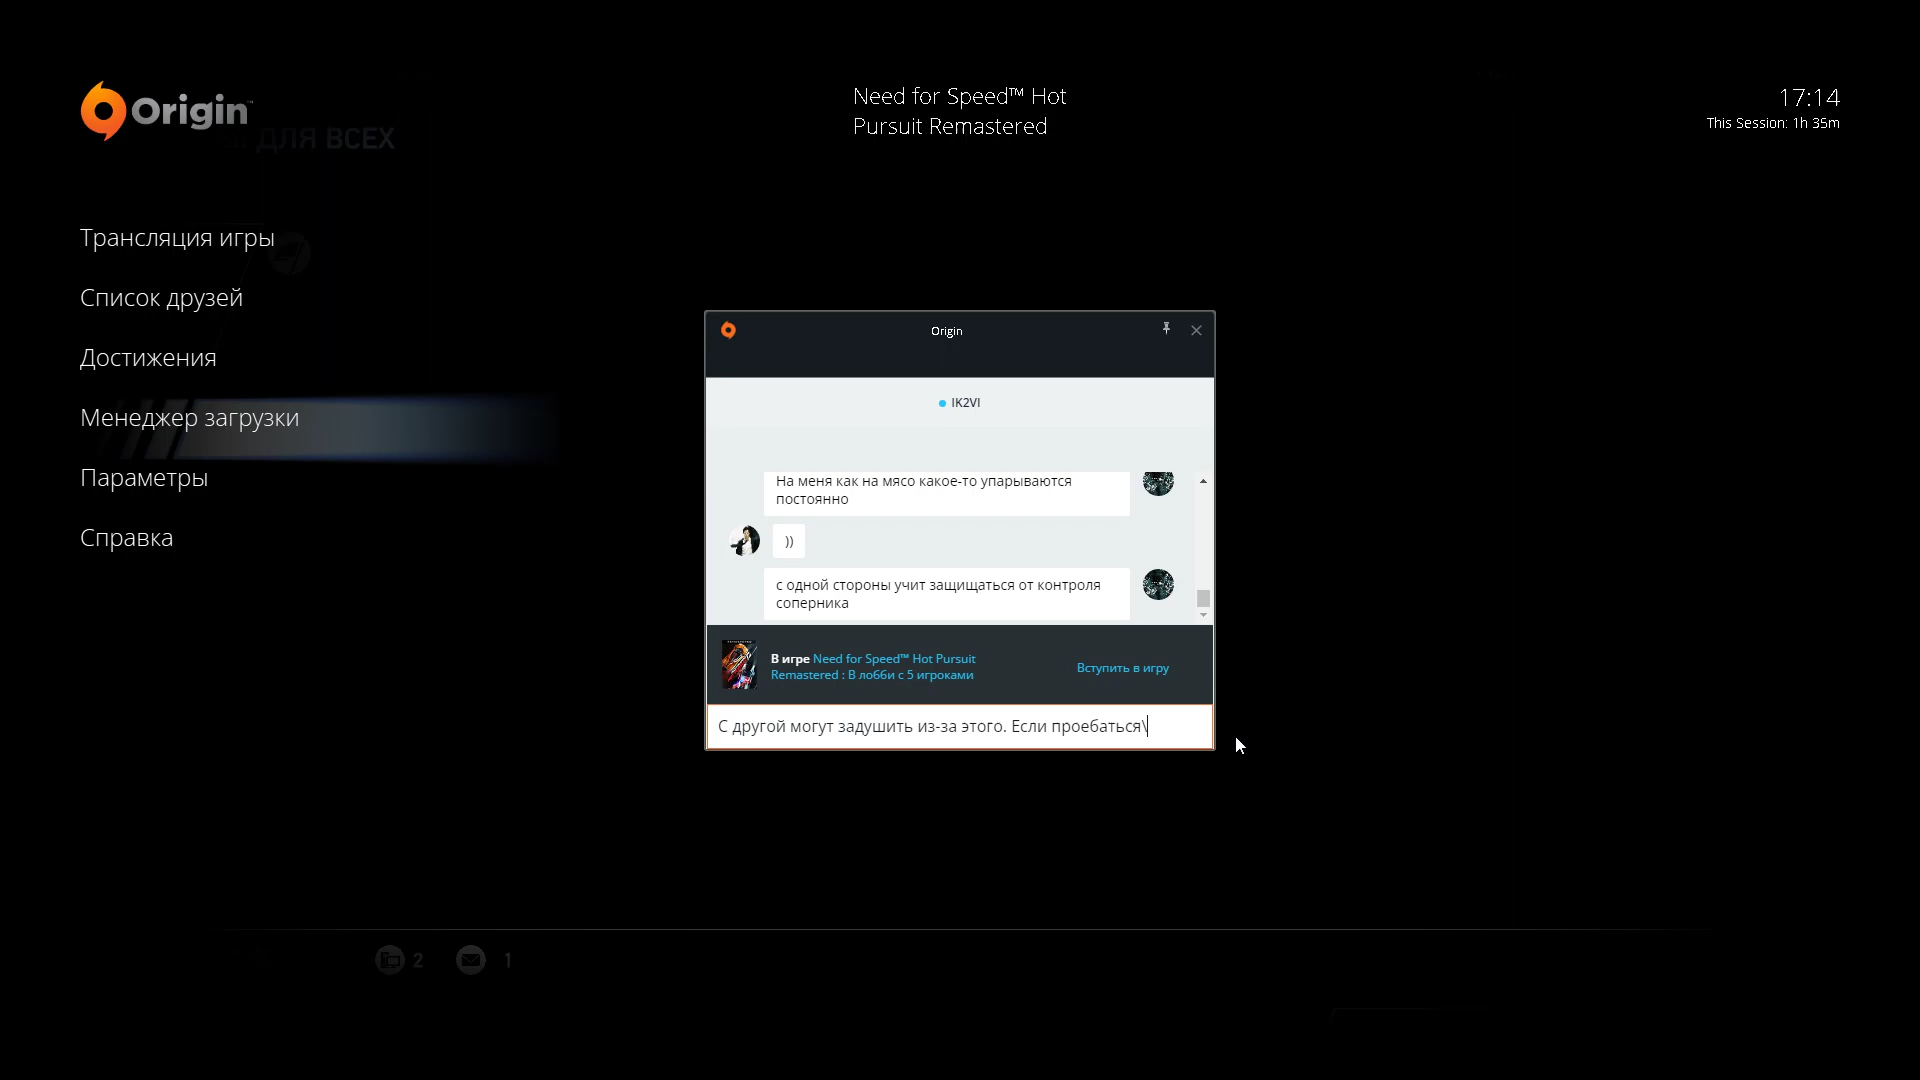 Origin
ДЛЯ ВСЕХ
Need for Speed™ Hot
Pursuit Remastered
17:14
This Session: 1h 35m
Трансляция игры
Список друзей
Достижения
Менеджер загрузки
Параметры
Справка
Origin
IK2VI
На меня как на мясо какое-то упарываются
постоянно
))
с одной стороны учит защищаться от контроля
соперника
В игре Need for Speed™ Hot Pursuit
Remastered : В лобби с 5 игроками
Вступить в игру
С другой могут задушить из-за этого. Если проебаться\
2
1